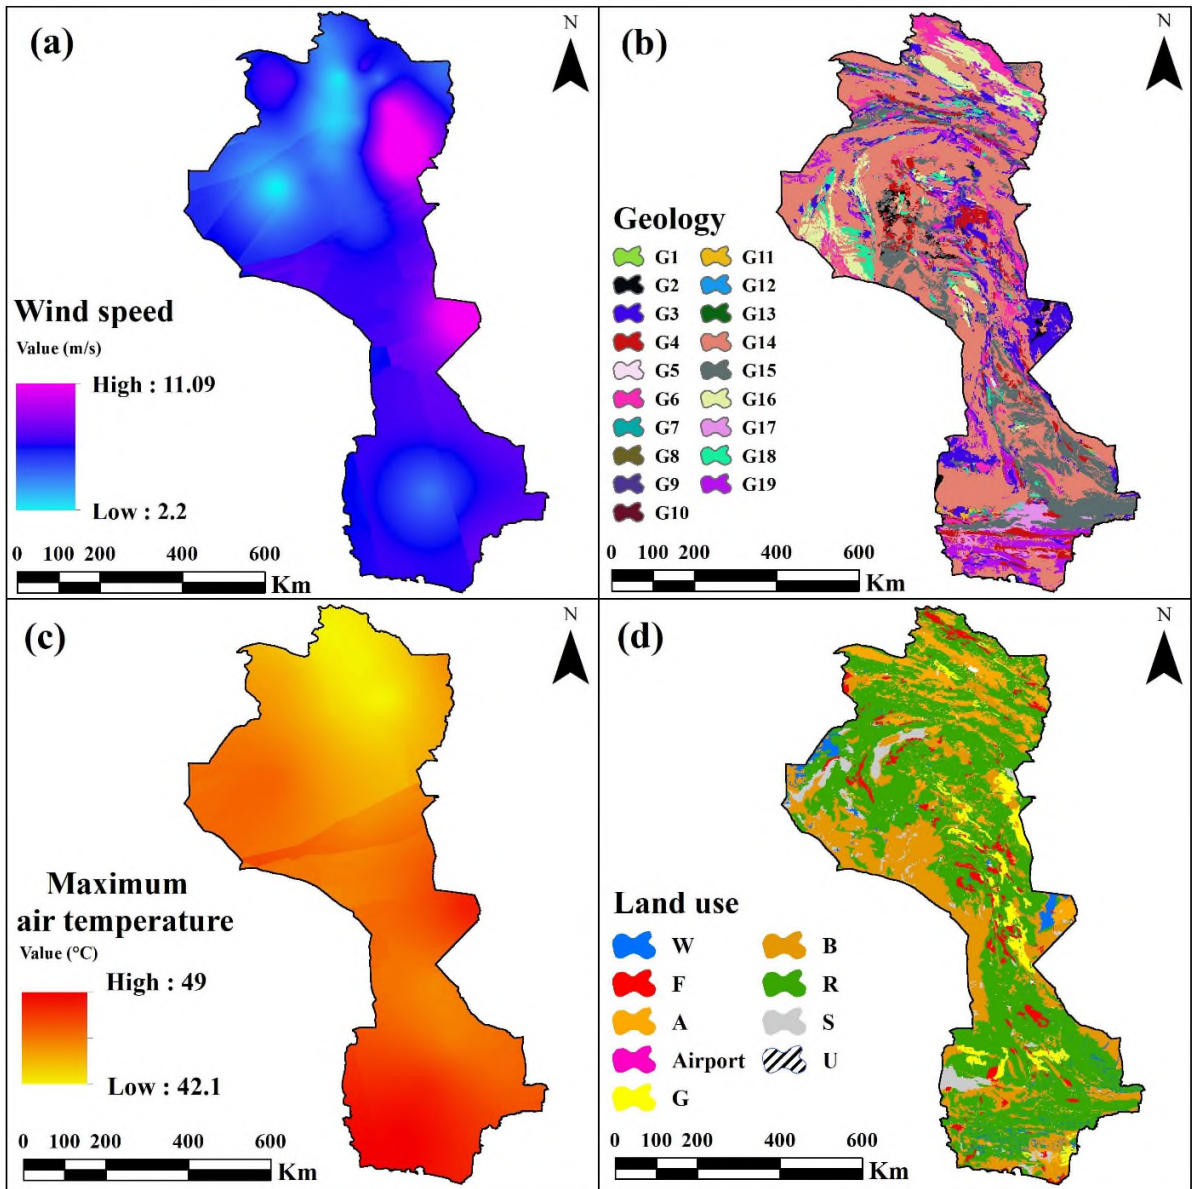 (a)
N
Wind speed
Value (m/s)
High : 11.09
Low : 2.2
0 100 200 400 600
Km
(b)
N
Geology
G1 G11
G2 G12
G3 G13
G4 G14
G5 G15
G6 G16
G7 G17
G8 G18
G9 G19
G10
0 100 200 400 600
Km
(c)
N
Maximum
air temperature
Value (°C)
High : 49
Low : 42.1
0 100 200 400 600
Km
(d)
N
Land use
W B
F R
A S
Airport U
G
0 100 200 400 600
Km